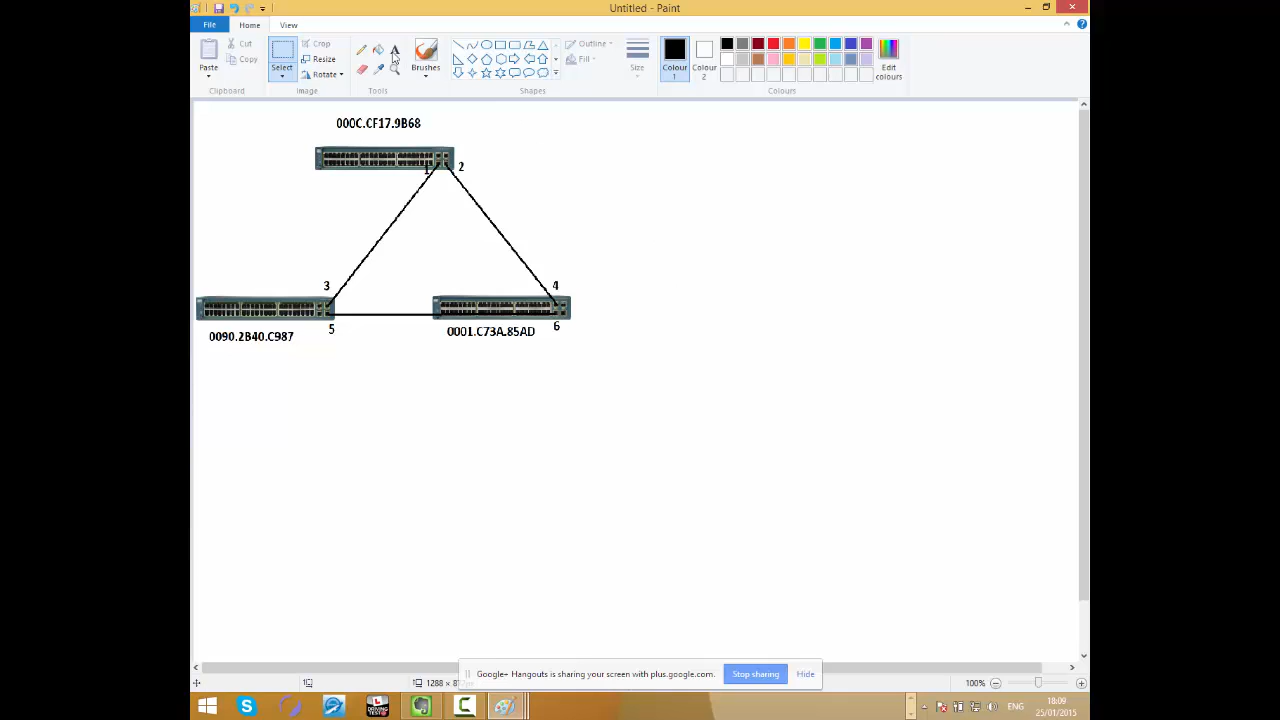 Untitled - Paint
File Home View
Paste
Cut
Copy
Clipboard
Select
Crop
Resize
Rotate
Image
A
Tools
Brushes
Outline
Fill
Shapes
Size
Colour 1
Colour 2
Edit colours
Colours
000C.CF17.9B68
1 2
3 4
5 6
0090.2B40.C987
0001.C73A.85AD
Google+ Hangouts is sharing your screen with plus.google.com.
Stop sharing
Hide
100%
ENG
18:09
25/01/2015